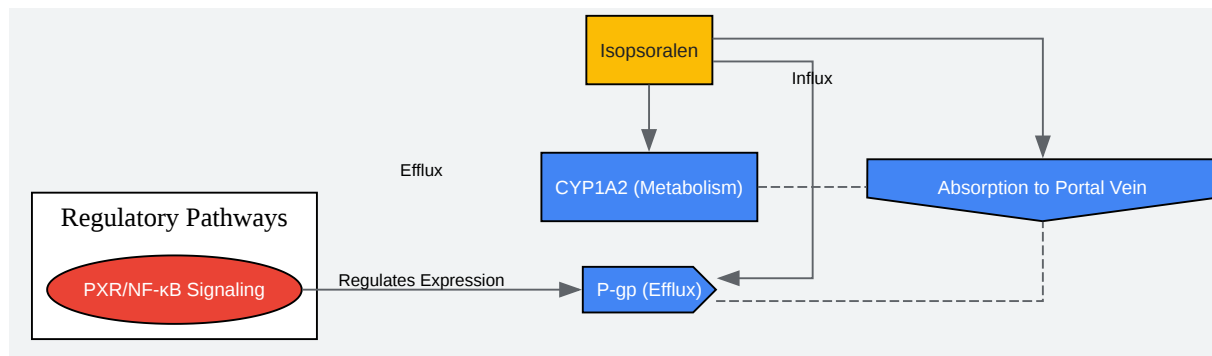 Isopsoralen
Influx
Efflux
CYP1A2 (Metabolism)
Absorption to Portal Vein
Regulatory Pathways
PXR/NF-κB Signaling
Regulates Expression
P-gp (Efflux)